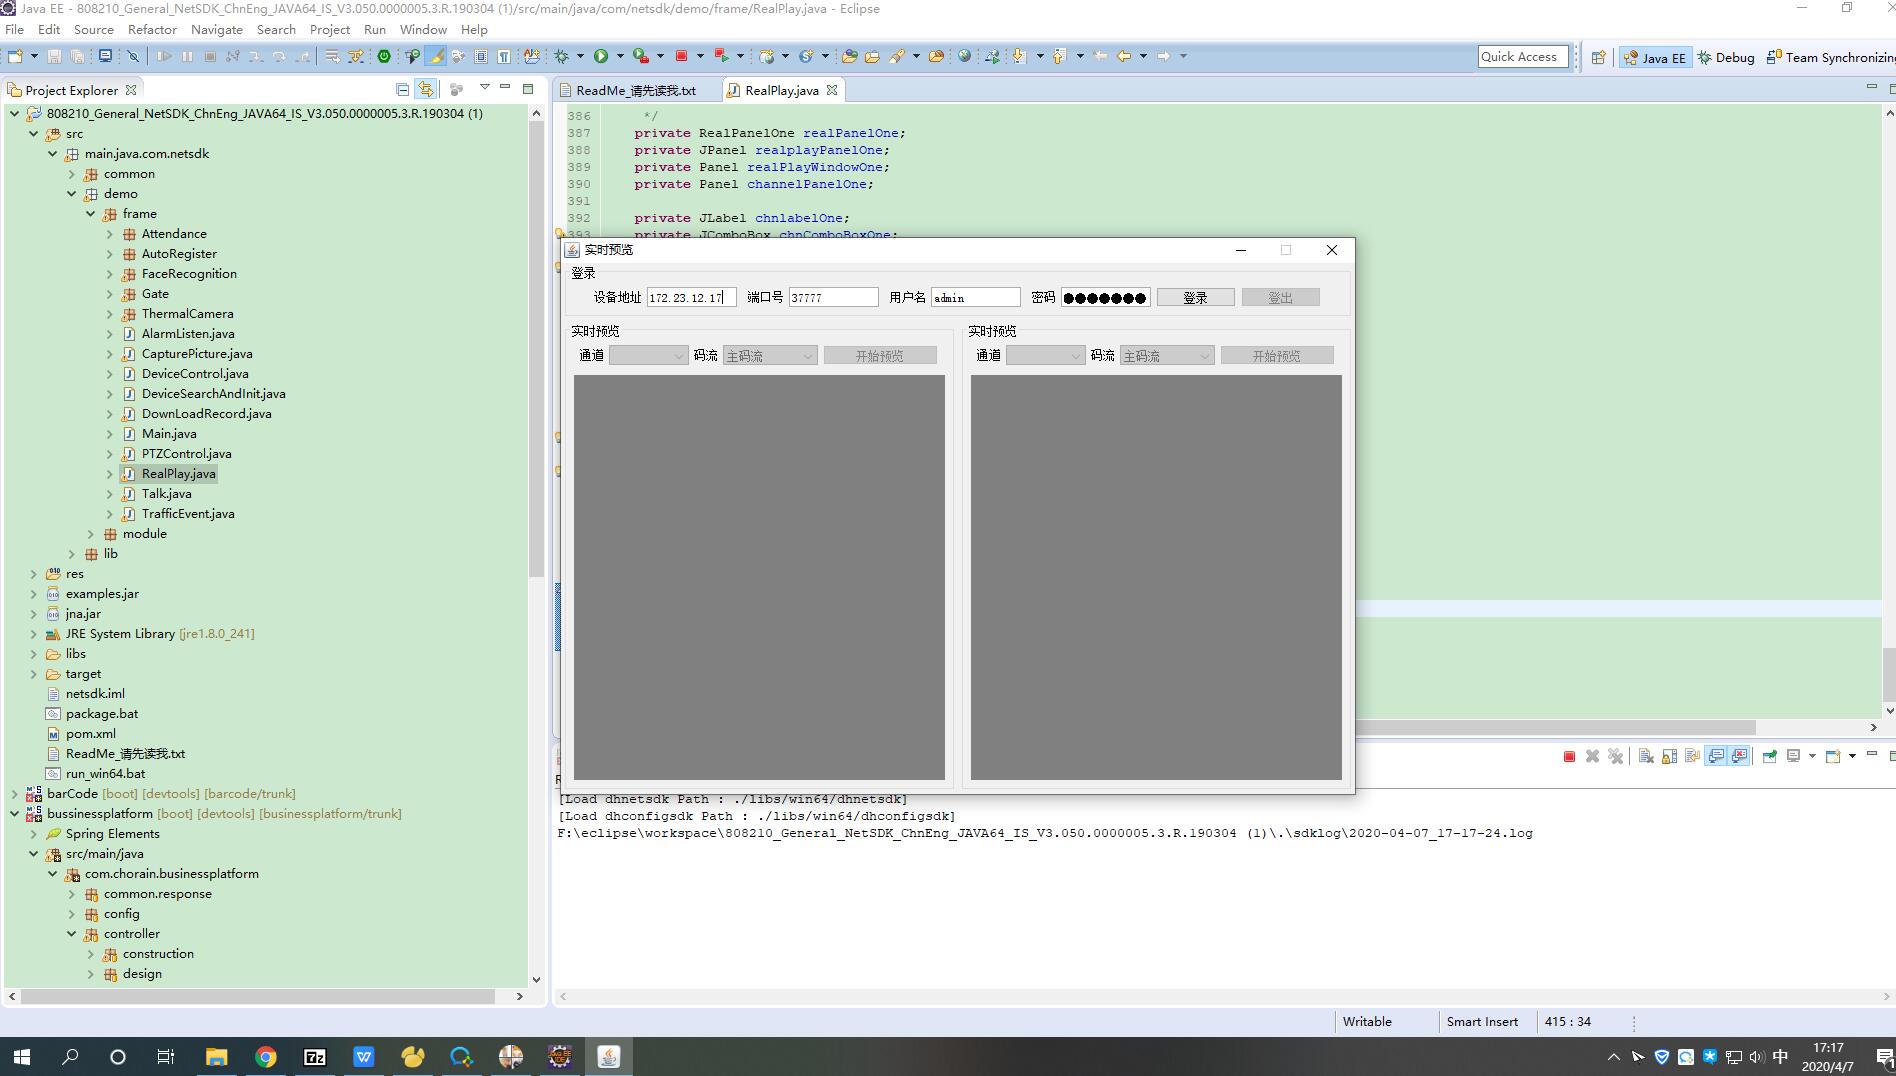 Java EE - 808210_General_NetSDK_ChnEng_JAVA64_IS_V3.050.0000005.3.R.190304 (1)/src/main/java/com/netsdk/demo/frame/RealPlay.java - Eclipse
File Edit Source Refactor Navigate Search Project Run Window Help
Quick Access
Java EE
Debug
Team Synchronizing
Project Explorer
808210_General_NetSDK_ChnEng_JAVA64_IS_V3.050.0000005.3.R.190304 (1)
src
main.java.com.netsdk
common
demo
frame
Attendance
AutoRegister
FaceRecognition
Gate
ThermalCamera
AlarmListen.java
CapturePicture.java
DeviceControl.java
DeviceSearchAndInit.java
DownLoadRecord.java
Main.java
PTZControl.java
RealPlay.java
Talk.java
TrafficEvent.java
module
lib
res
examples.jar
jna.jar
JRE System Library [jre1.8.0_241]
libs
target
netsdk.iml
package.bat
pom.xml
ReadMe_请先读我.txt
run_win64.bat
barCode [boot] [devtools] [barcode/trunk]
bussinessplatform [boot] [devtools] [businessplatform/trunk]
Spring Elements
src/main/java
com.chorain.businessplatform
common.response
config
controller
construction
design
ReadMe_请先读我.txt
RealPlay.java
386 */
387 private RealPanelOne realPanelOne;
388 private JPanel realplayPanelOne;
389 private Panel realPlayWindowOne;
390 private Panel channelPanelOne;
391
392 private JLabel chnlabelOne;
393 private JComboBox chnComboBoxOne;
实时预览
登录
设备地址 172.23.12.17 端口号 37777 用户名 admin 密码 ●●●●●●● 登录 登出
实时预览
通道 码流 主码流 开始预览
实时预览
通道 码流 主码流 开始预览
[Load dhnetsdk Path : ./libs/win64/dhnetsdk]
[Load dhconfigsdk Path : ./libs/win64/dhconfigsdk]
F:\eclipse\workspace\808210_General_NetSDK_ChnEng_JAVA64_IS_V3.050.0000005.3.R.190304 (1)\.\sdklog\2020-04-07_17-17-24.log
Writable
Smart Insert
415 : 34
中
17:17
2020/4/7